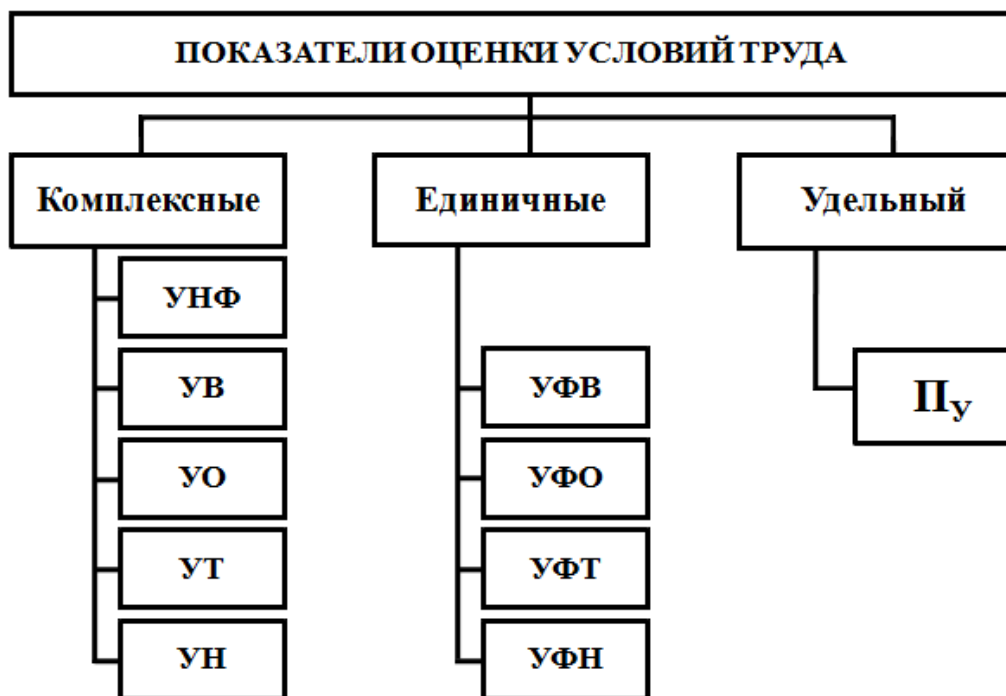 ПОКАЗАТЕЛИ ОЦЕНКИ УСЛОВИЙ ТРУДА
Комплексные
УНФ
УВ
УО
УТ
УН
Единичные
УФВ
УФО
УФТ
УФН
Удельный
Пу